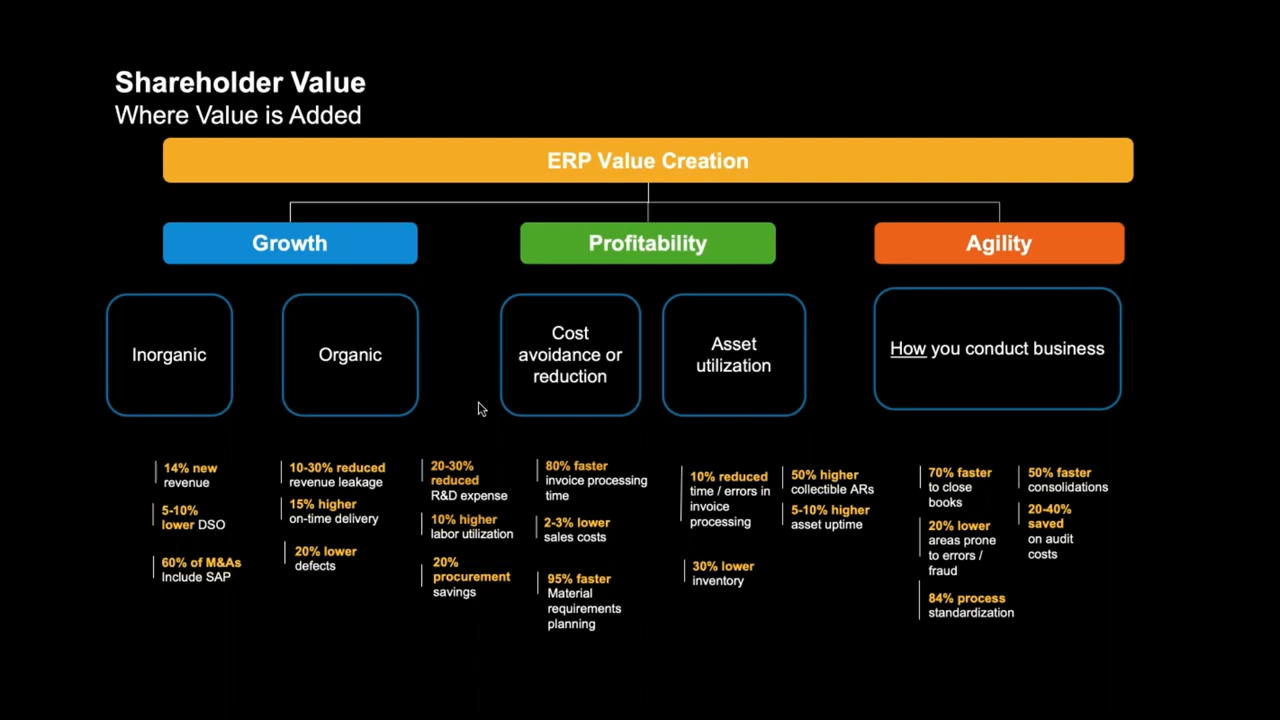 Shareholder Value
Where Value is Added
ERP Value Creation
Growth
Profitability
Agility
Inorganic
Organic
Cost
avoidance or
reduction
Asset
utilization
How you conduct business
14% new
revenue
5-10%
lower DSO
60% of M&As
Include SAP
10-30% reduced
revenue leakage
15% higher
on-time delivery
20% lower
defects
20-30%
reduced
R&D expense
10% higher
labor utilization
20%
procurement
savings
80% faster
invoice processing
time
2-3% lower
sales costs
95% faster
Material
requirements
planning
10% reduced
time / errors in
invoice
processing
30% lower
inventory
50% higher
collectible ARs
5-10% higher
asset uptime
70% faster
to close
books
20% lower
areas prone
to errors /
fraud
84% process
standardization
50% faster
consolidations
20-40%
saved
on audit
costs